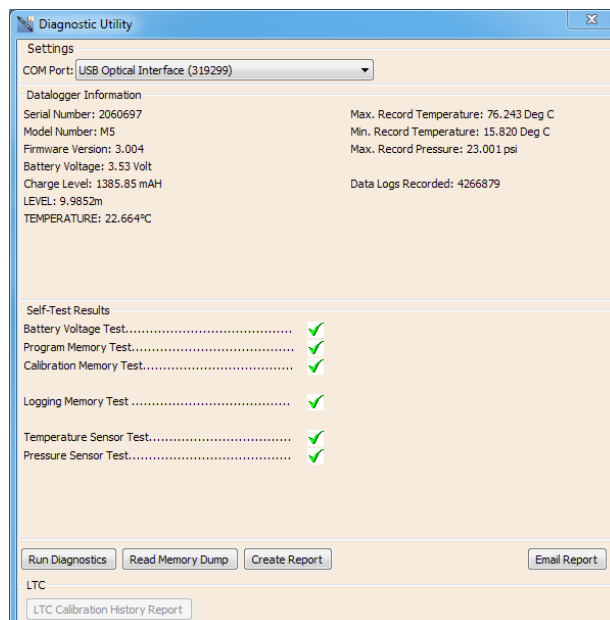 Diagnostic Utility
Settings
COM Port: USB Optical Interface (319299)
Datalogger Information
Serial Number: 2060697
Model Number: M5
Firmware Version: 3.004
Battery Voltage: 3.53 Volt
Charge Level: 1385.85 mAH
LEVEL: 9.9852m
TEMPERATURE: 22.664°C
Max. Record Temperature: 76.243 Deg C
Min. Record Temperature: 15.820 Deg C
Max. Record Pressure: 23.001 psi
Data Logs Recorded: 4266879
Self-Test Results
Battery Voltage Test.........................................
Program Memory Test........................................
Calibration Memory Test.....................................
Logging Memory Test .......................................
Temperature Sensor Test...................................
Pressure Sensor Test........................................
Run Diagnostics
Read Memory Dump
Create Report
Email Report
LTC
LTC Calibration History Report